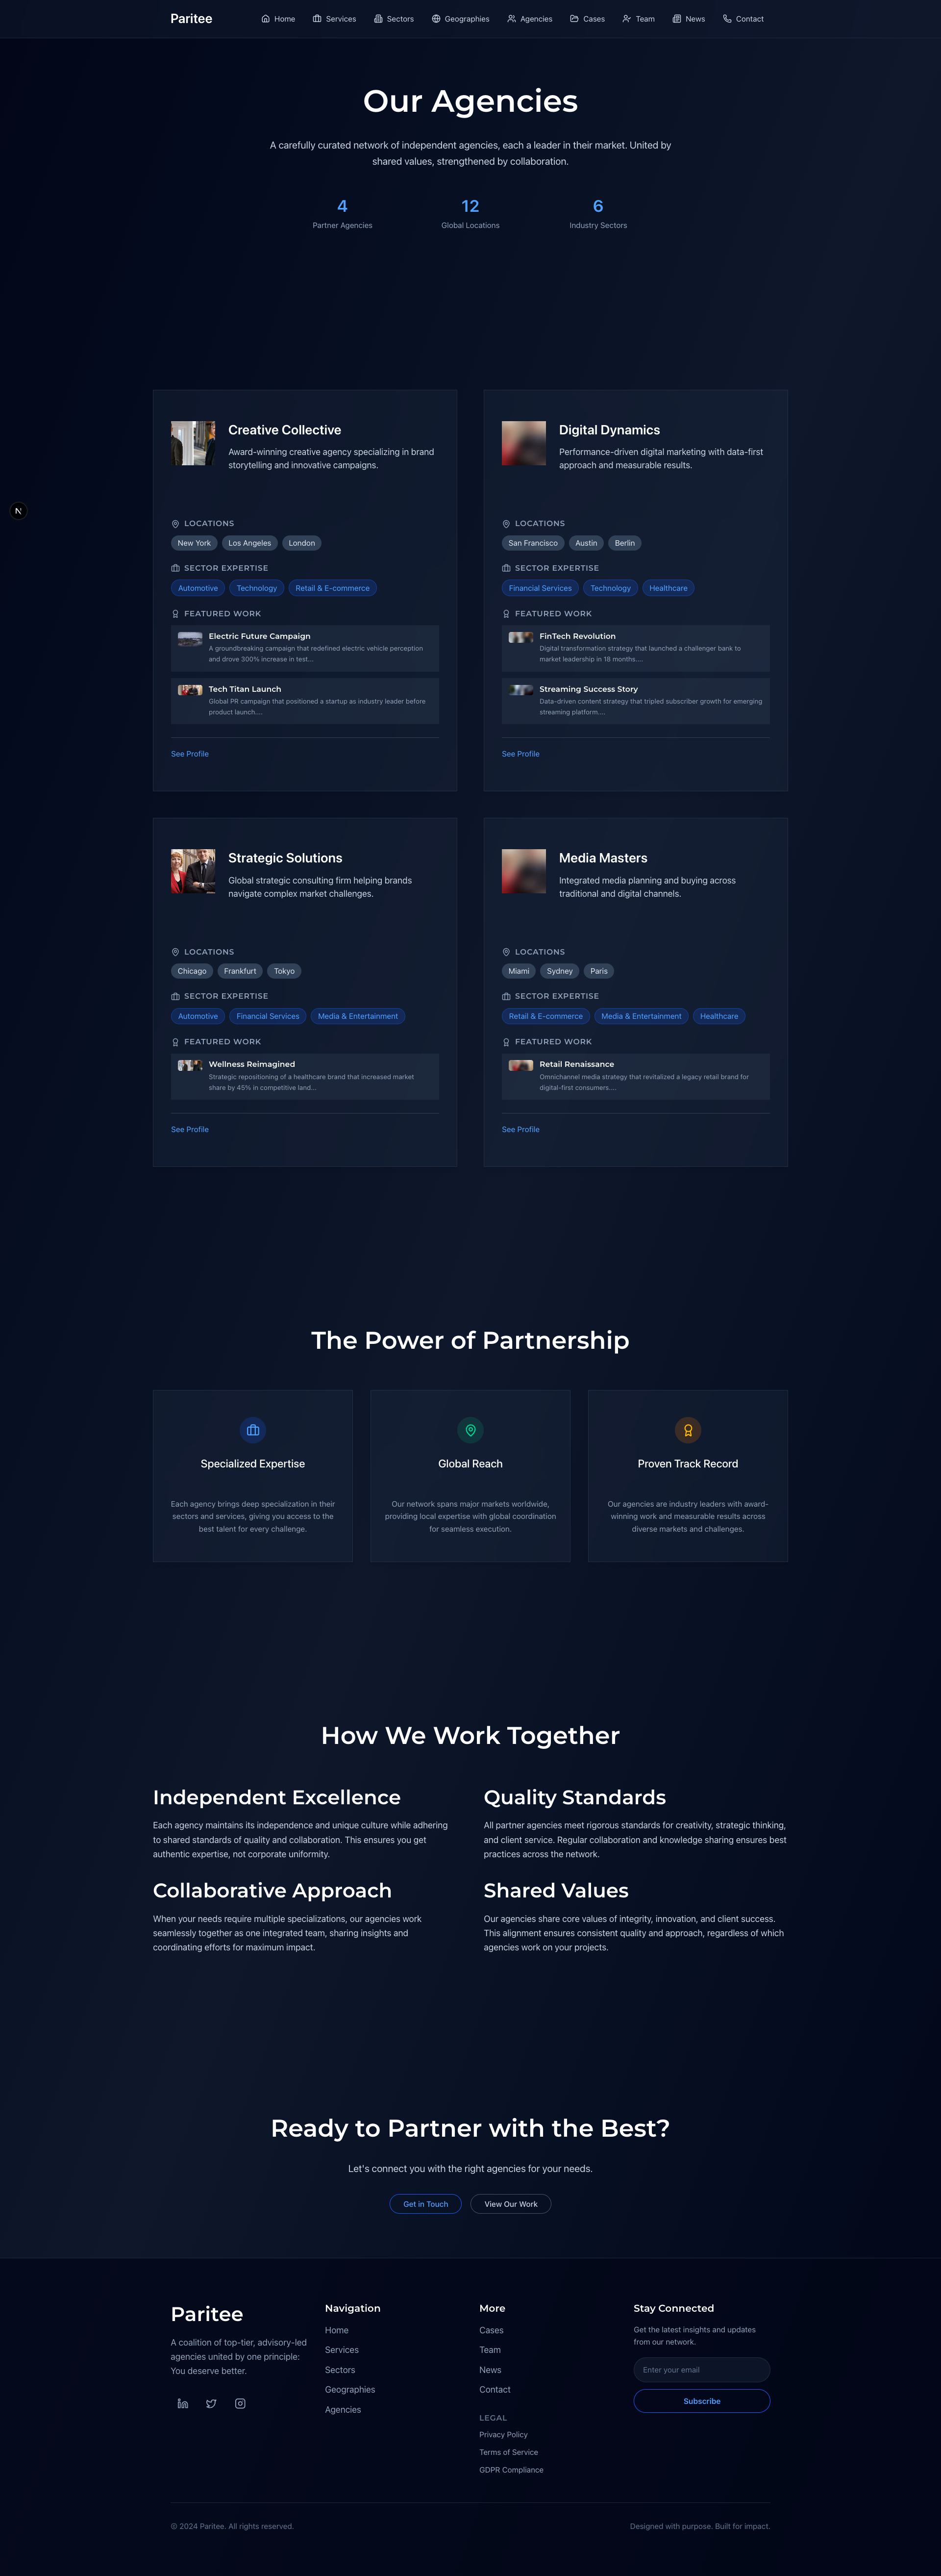 Paritee
Home
Services
Sectors
Geographies
Agencies
Cases
Team
News
Contact
Our Agencies
A carefully curated network of independent agencies, each a leader in their market. United by
shared values, strengthened by collaboration.
4
Partner Agencies
12
Global Locations
6
Industry Sectors
Creative Collective
Award-winning creative agency specializing in brand
storytelling and innovative campaigns.
LOCATIONS
New York
Los Angeles
London
SECTOR EXPERTISE
Automotive
Technology
Retail & E-commerce
FEATURED WORK
Electric Future Campaign
A groundbreaking campaign that redefined electric vehicle perception
and drove 300% increase in test...
Tech Titan Launch
Global PR campaign that positioned a startup as industry leader before
product launch....
See Profile
Digital Dynamics
Performance-driven digital marketing with data-first
approach and measurable results.
LOCATIONS
San Francisco
Austin
Berlin
SECTOR EXPERTISE
Financial Services
Technology
Healthcare
FEATURED WORK
FinTech Revolution
Digital transformation strategy that launched a challenger bank to
market leadership in 18 months....
Streaming Success Story
Data-driven content strategy that tripled subscriber growth for emerging
streaming platform....
See Profile
N
Strategic Solutions
Global strategic consulting firm helping brands
navigate complex market challenges.
LOCATIONS
Chicago
Frankfurt
Tokyo
SECTOR EXPERTISE
Automotive
Financial Services
Media & Entertainment
FEATURED WORK
Wellness Reimagined
Strategic repositioning of a healthcare brand that increased market
share by 45% in competitive land...
See Profile
Media Masters
Integrated media planning and buying across
traditional and digital channels.
LOCATIONS
Miami
Sydney
Paris
SECTOR EXPERTISE
Retail & E-commerce
Media & Entertainment
Healthcare
FEATURED WORK
Retail Renaissance
Omnichannel media strategy that revitalized a legacy retail brand for
digital-first consumers....
See Profile
The Power of Partnership
Specialized Expertise
Each agency brings deep specialization in their
sectors and services, giving you access to the
best talent for every challenge.
Global Reach
Our network spans major markets worldwide,
providing local expertise with global coordination
for seamless execution.
Proven Track Record
Our agencies are industry leaders with award-
winning work and measurable results across
diverse markets and challenges.
How We Work Together
Independent Excellence
Each agency maintains its independence and unique culture while adhering
to shared standards of quality and collaboration. This ensures you get
authentic expertise, not corporate uniformity.
Quality Standards
All partner agencies meet rigorous standards for creativity, strategic thinking,
and client service. Regular collaboration and knowledge sharing ensures best
practices across the network.
Collaborative Approach
When your needs require multiple specializations, our agencies work
seamlessly together as one integrated team, sharing insights and
coordinating efforts for maximum impact.
Shared Values
Our agencies share core values of integrity, innovation, and client success.
This alignment ensures consistent quality and approach, regardless of which
agencies work on your projects.
Ready to Partner with the Best?
Let's connect you with the right agencies for your needs.
Get in Touch
View Our Work
Paritee
A coalition of top-tier, advisory-led
agencies united by one principle:
You deserve better.
Navigation
Home
Services
Sectors
Geographies
Agencies
More
Cases
Team
News
Contact
LEGAL
Privacy Policy
Terms of Service
GDPR Compliance
Stay Connected
Get the latest insights and updates
from our network.
Enter your email
Subscribe
© 2024 Paritee. All rights reserved.
Designed with purpose. Built for impact.